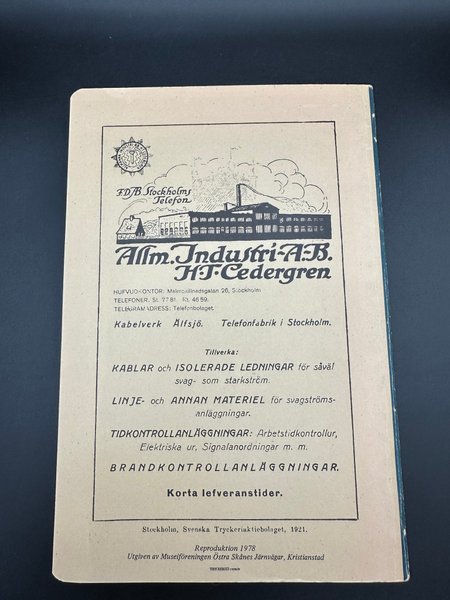 F.D./B Stockholms
Telefon
Allm. Industri-A-B.
H·T·Cedergren
HUFVUDKONTOR: Malmskillnadsgatan 26, Stockholm
TELEFONER: St. 77 81. Rt. 46 59.
TELEGRAMADRESS: Telefonbolaget.
Kabelverk Älfsjö. Telefonfabrik i Stockholm.
Tillverka:
KABLAR och ISOLERADE LEDNINGAR för såväl
svag- som starkström.
LINJE- och ANNAN MATERIEL för svagströms-
anläggningar.
TIDKONTROLLANLÄGGNINGAR: Arbetstidkontrollur,
Elektriska ur, Signalanordningar m. m.
BRANDKONTROLLANLÄGGNINGAR.
Korta lefveranstider.
Stockholm, Svenska Tryckeriaktiebolaget, 1921.
Reproduktion 1978
Utgiven av Museiföreningen Östra Skånes Järnvägar, Kristianstad